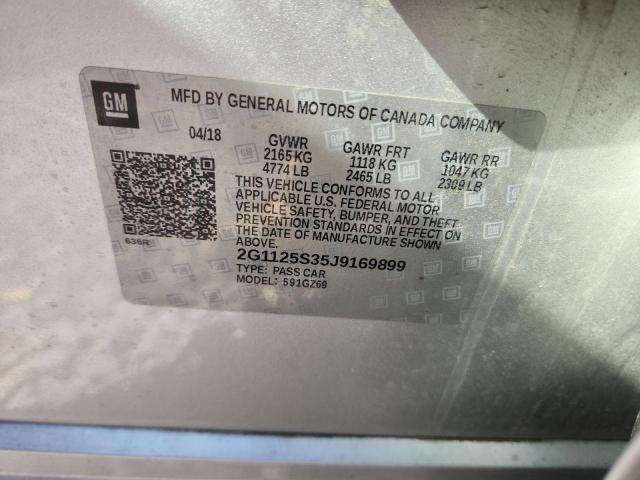 GM
MFD BY GENERAL MOTORS OF CANADA COMPANY
04/18 GVWR GAWR FRT GAWR RR
2165 KG 1118 KG 1047 KG
4774 LB 2465 LB 2309 LB
THIS VEHICLE CONFORMS TO ALL
APPLICABLE U.S. FEDERAL MOTOR
VEHICLE SAFETY, BUMPER, AND THEFT
PREVENTION STANDARDS IN EFFECT ON
THE DATE OF MANUFACTURE SHOWN
ABOVE.
636R
2G1125S35J9169899
TYPE: PASS CAR
MODEL: 591GZ69